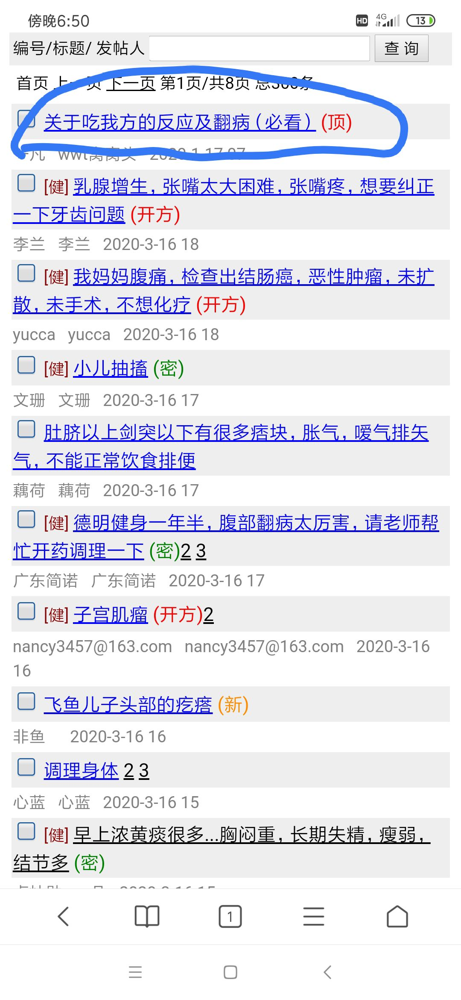 傍晚6:50 HD 4G 13
编号/标题/ 发帖人 查 询
首页 上一页 下一页 第1页/共8页 总300条
关于吃我方的反应及翻病（必看） (顶)
凡 wwt窝窝头 2020-1-17 07
[健] 乳腺增生，张嘴太大困难，张嘴疼，想要纠正
一下牙齿问题 (开方)
李兰 李兰 2020-3-16 18
[健] 我妈妈腹痛，检查出结肠癌，恶性肿瘤，未扩
散，未手术，不想化疗 (开方)
yucca yucca 2020-3-16 18
[健] 小儿抽搐 (密)
文珊 文珊 2020-3-16 17
肚脐以上剑突以下有很多痞块，胀气，嗳气排矢
气，不能正常饮食排便
藕荷 藕荷 2020-3-16 17
[健] 德明健身一年半，腹部翻病太厉害，请老师帮
忙开药调理一下 (密)2 3
广东简诺 广东简诺 2020-3-16 17
[健] 子宫肌瘤 (开方)2
nancy3457@163.com nancy3457@163.com 2020-3-16
16
飞鱼儿子头部的疙瘩 (新)
非鱼 2020-3-16 16
调理身体 2 3
心蓝 心蓝 2020-3-16 15
[健] 早上浓黄痰很多...胸闷重，长期失精，瘦弱，
结节多 (密)
1